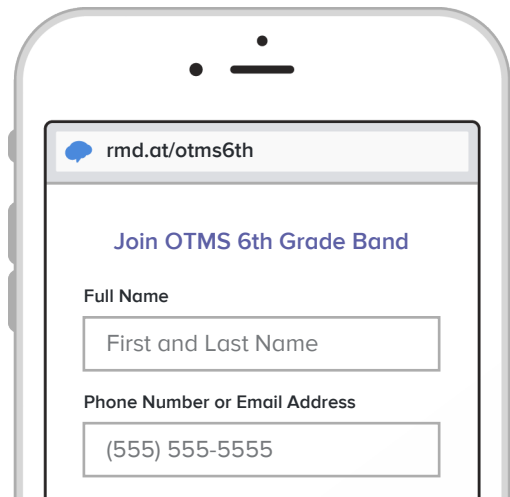 rmd.at/otms6th
Join OTMS 6th Grade Band
Full Name
First and Last Name
Phone Number or Email Address
(555) 555-5555